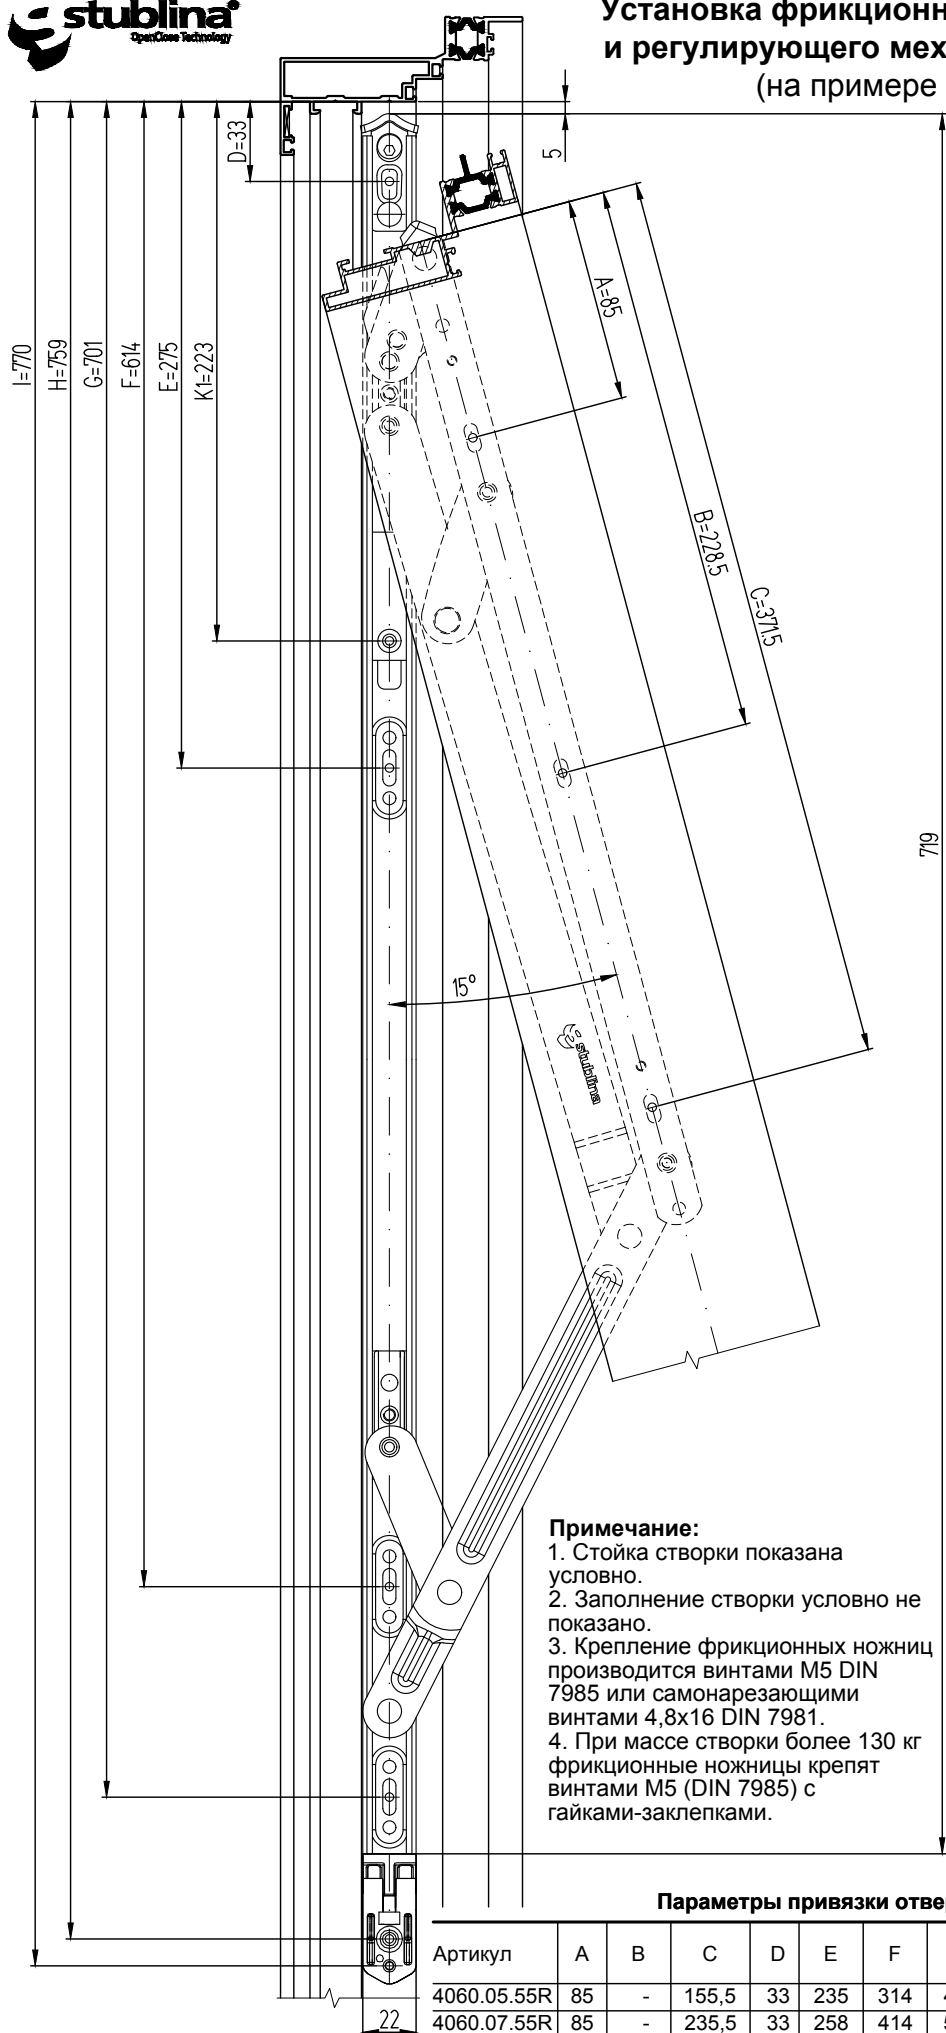 stublina®
OpenClose Technology
Установка фрикционн
и регулирующего мех
(на примере
I=770
H=759
G=701
F=614
E=275
K1=223
D=33
5
A=85
B=228.5
C=371.5
719
15°
stublina
Примечание:
1. Стойка створки показана
условно.
2. Заполнение створки условно не
показано.
3. Крепление фрикционных ножниц
производится винтами М5 DIN
7985 или самонарезающими
винтами 4,8х16 DIN 7981.
4. При массе створки более 130 кг
фрикционные ножницы крепят
винтами М5 (DIN 7985) с
гайками-заклепками.
22
Параметры привязки отвер
Артикул A B C D E F
4060.05.55R 85 - 155,5 33 235 314
4060.07.55R 85 - 235,5 33 258 414